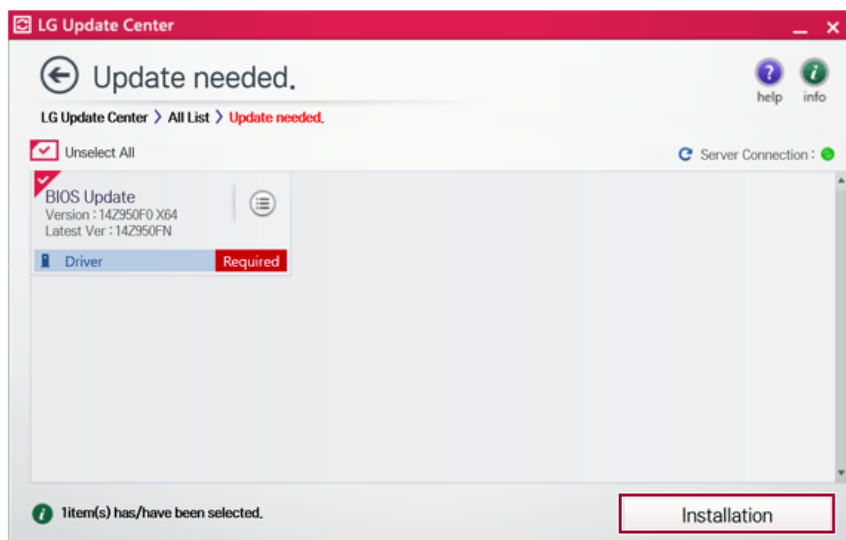 LG Update Center
Update needed.
help
info
LG Update Center > All List > Update needed.
Unselect All
Server Connection :
BIOS Update
Version : 14Z950F0 X64
Latest Ver : 14Z950FN
Driver
Required
1item(s) has/have been selected.
Installation